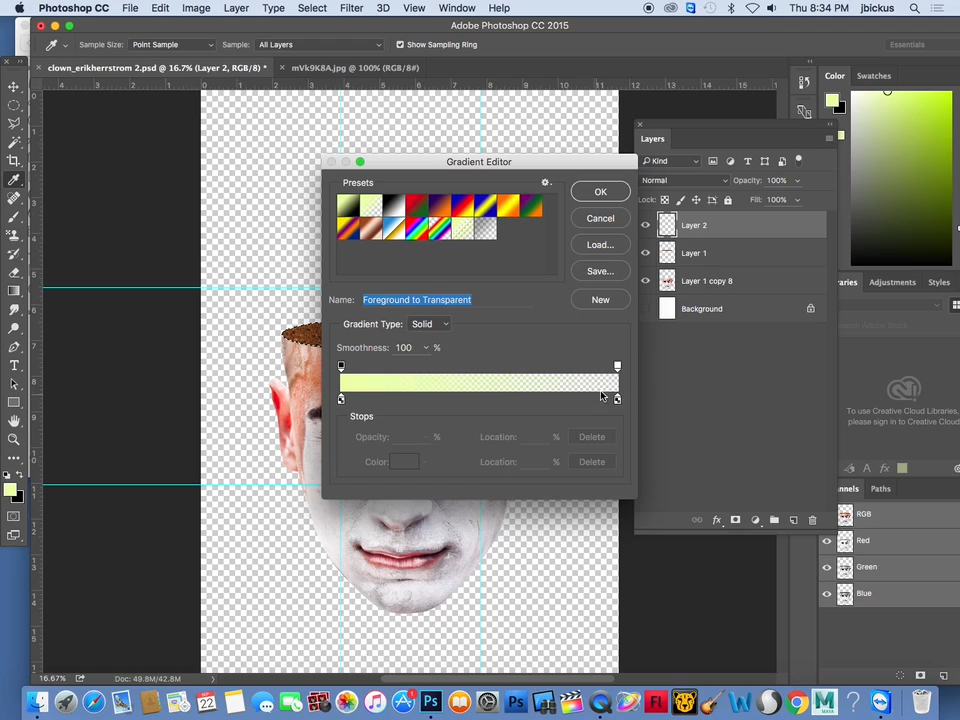 Photoshop CC File Edit Image Layer Type Select Filter 3D View Window Help Thu 8:34 PM jbickus
Adobe Photoshop CC 2015
Sample Size: Point Sample Sample: All Layers Show Sampling Ring Essentials
clown_erikherrstrom 2.psd @ 16.7% (Layer 2, RGB/8) * mVk9K8A.jpg @ 100% (RGB/8#)
Color Swatches
Layers
Gradient Editor
Kind
Presets
Normal Opacity: 100%
OK
Lock: Fill: 100%
Cancel
Layer 2
Load...
Layer 1
Save...
Layer 1 copy 8
raries Adjustments Styles
Name: Foreground to Transparent New
Background
Gradient Type: Solid
Smoothness: 100 %
To use Creative Cloud Libraries,
please sign in to Creative Cloud
Stops
Opacity: % Location: % Delete
Color: Location: % Delete
annels Paths
RGB
Red
Green
Blue
16.67% Doc: 49.8M/42.8M